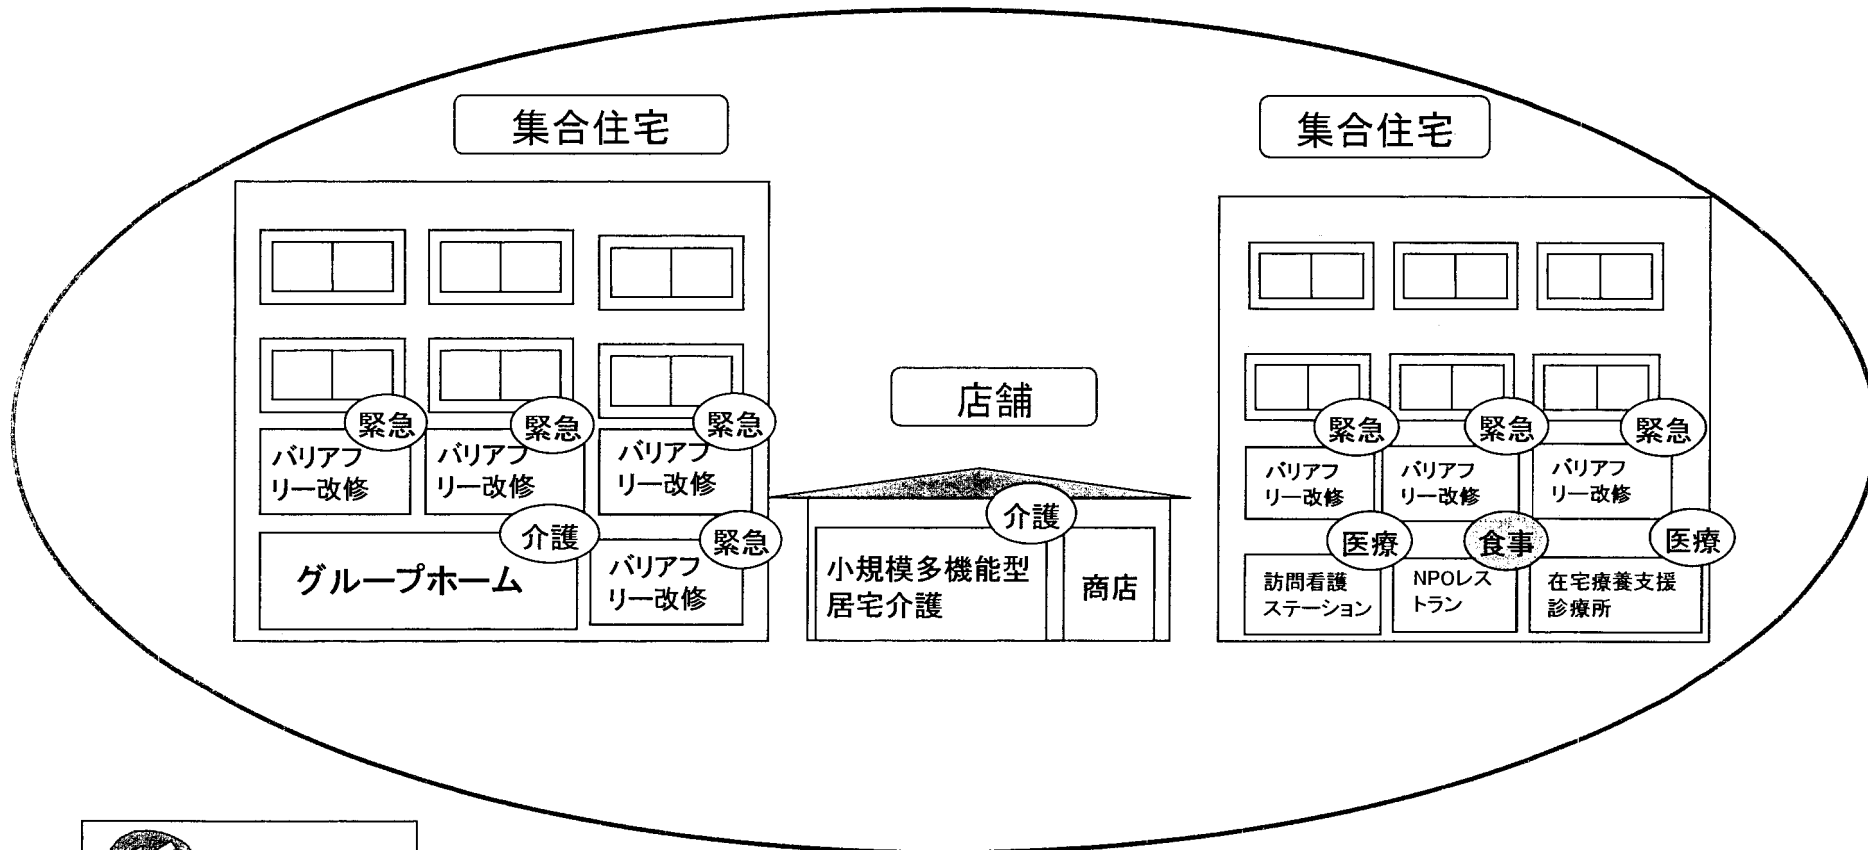 集合住宅
集合住宅
店舗
緊急
緊急
緊急
バリアフ
リー改修
バリアフ
リー改修
バリアフ
リー改修
介護
緊急
グループホーム
バリアフ
リー改修
介護
小規模多機能型
居宅介護
商店
緊急
緊急
緊急
バリアフ
リー改修
バリアフ
リー改修
バリアフ
リー改修
医療
食事
医療
訪問看護
ステーション
NPOレス
トラン
在宅療養支援
診療所